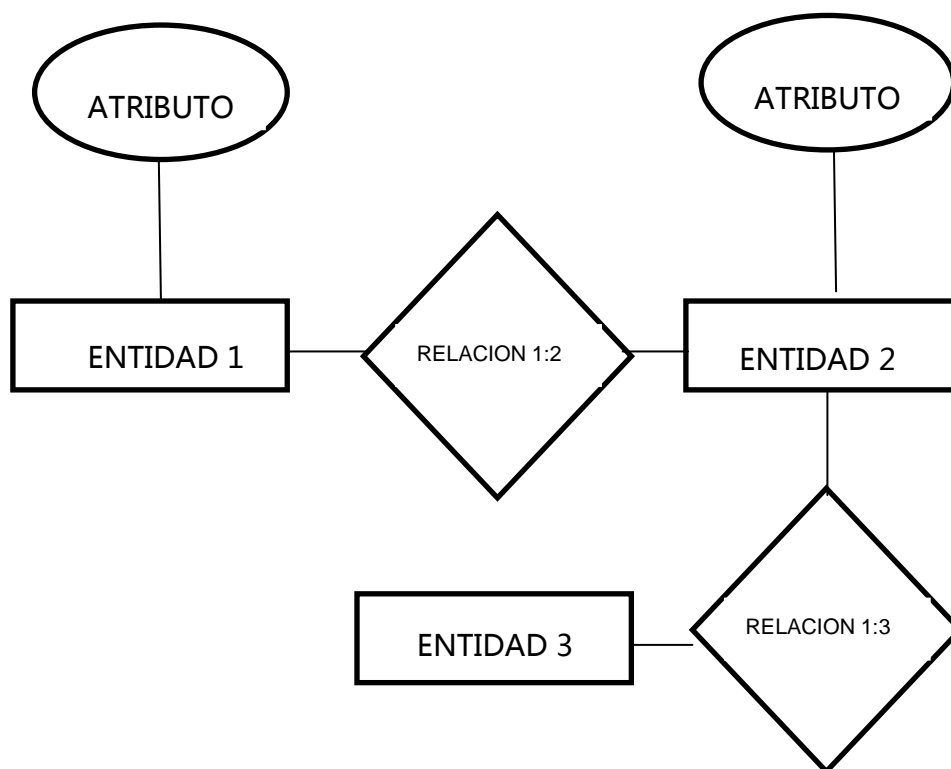 ATRIBUTO
ATRIBUTO
ENTIDAD 1
RELACION 1:2
ENTIDAD 2
ENTIDAD 3
RELACION 1:3